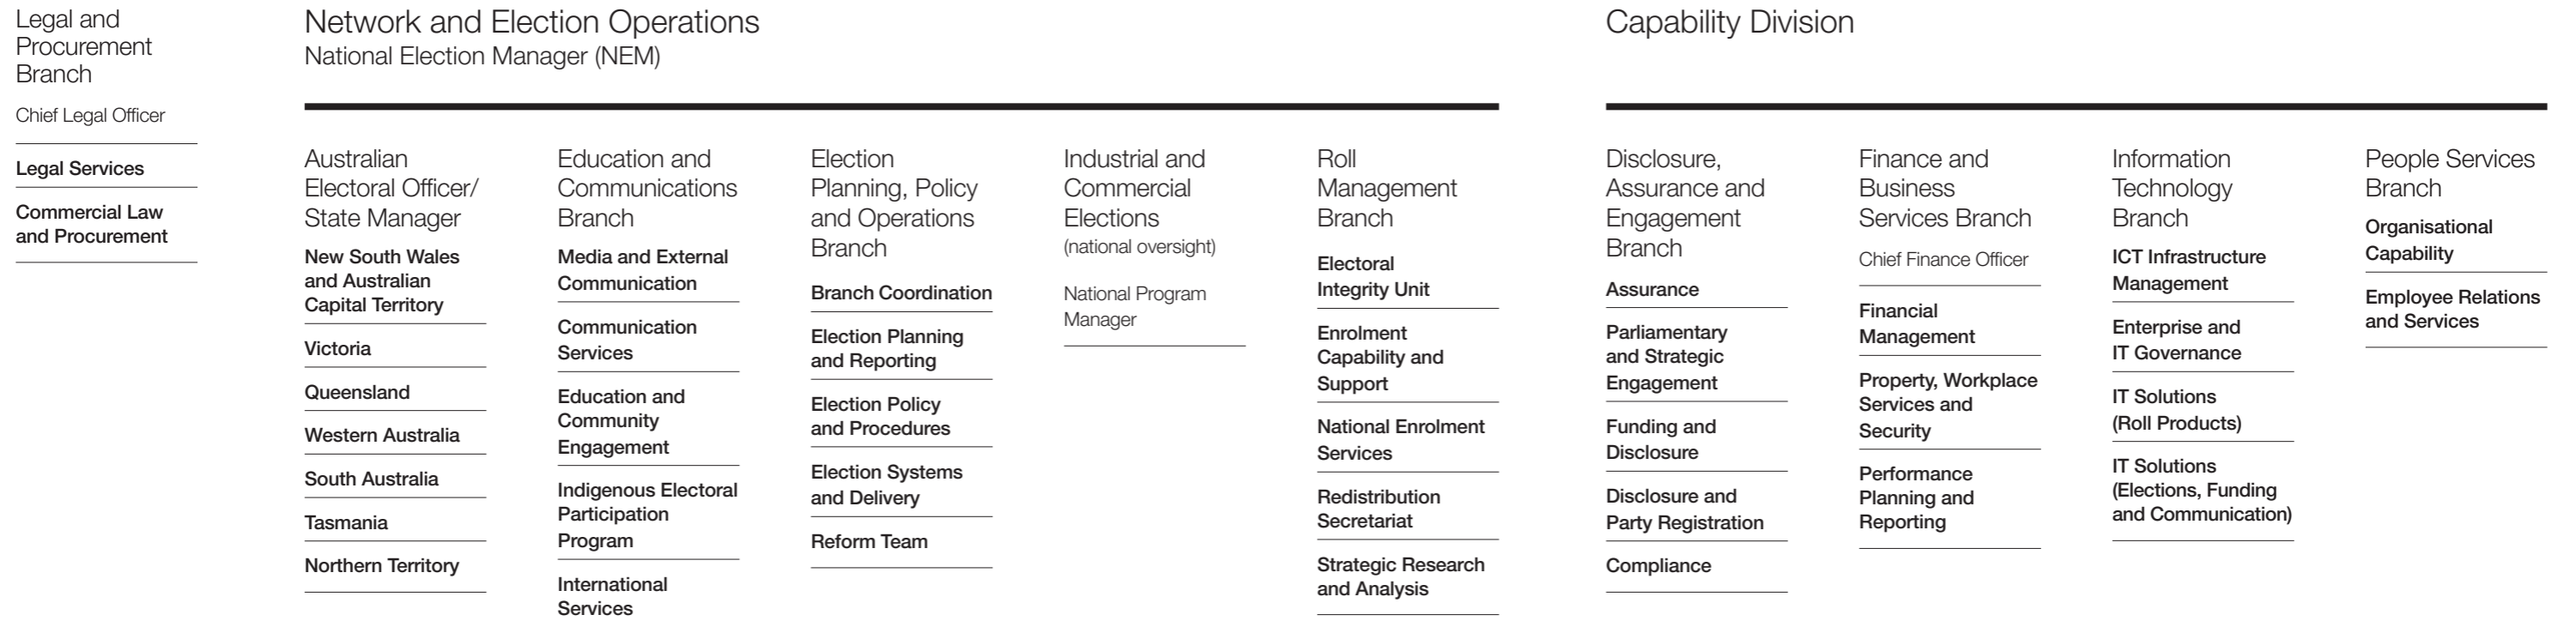 Legal and
Procurement
Branch
Chief Legal Officer
Legal Services
Commercial Law
and Procurement
Network and Election Operations
National Election Manager (NEM)
Australian
Electoral Officer/
State Manager
New South Wales
and Australian
Capital Territory
Victoria
Queensland
Western Australia
South Australia
Tasmania
Northern Territory
Education and
Communications
Branch
Media and External
Communication
Communication
Services
Education and
Community
Engagement
Indigenous Electoral
Participation
Program
International
Services
Election
Planning, Policy
and Operations
Branch
Branch Coordination
Election Planning
and Reporting
Election Policy
and Procedures
Election Systems
and Delivery
Reform Team
Industrial and
Commercial
Elections
(national oversight)
National Program
Manager
Roll
Management
Branch
Electoral
Integrity Unit
Enrolment
Capability and
Support
National Enrolment
Services
Redistribution
Secretariat
Strategic Research
and Analysis
Capability Division
Disclosure,
Assurance and
Engagement
Branch
Assurance
Parliamentary
and Strategic
Engagement
Funding and
Disclosure
Disclosure and
Party Registration
Compliance
Finance and
Business
Services Branch
Chief Finance Officer
Financial
Management
Property, Workplace
Services and
Security
Performance
Planning and
Reporting
Information
Technology
Branch
ICT Infrastructure
Management
Enterprise and
IT Governance
IT Solutions
(Roll Products)
IT Solutions
(Elections, Funding
and Communication)
People Services
Branch
Organisational
Capability
Employee Relations
and Services